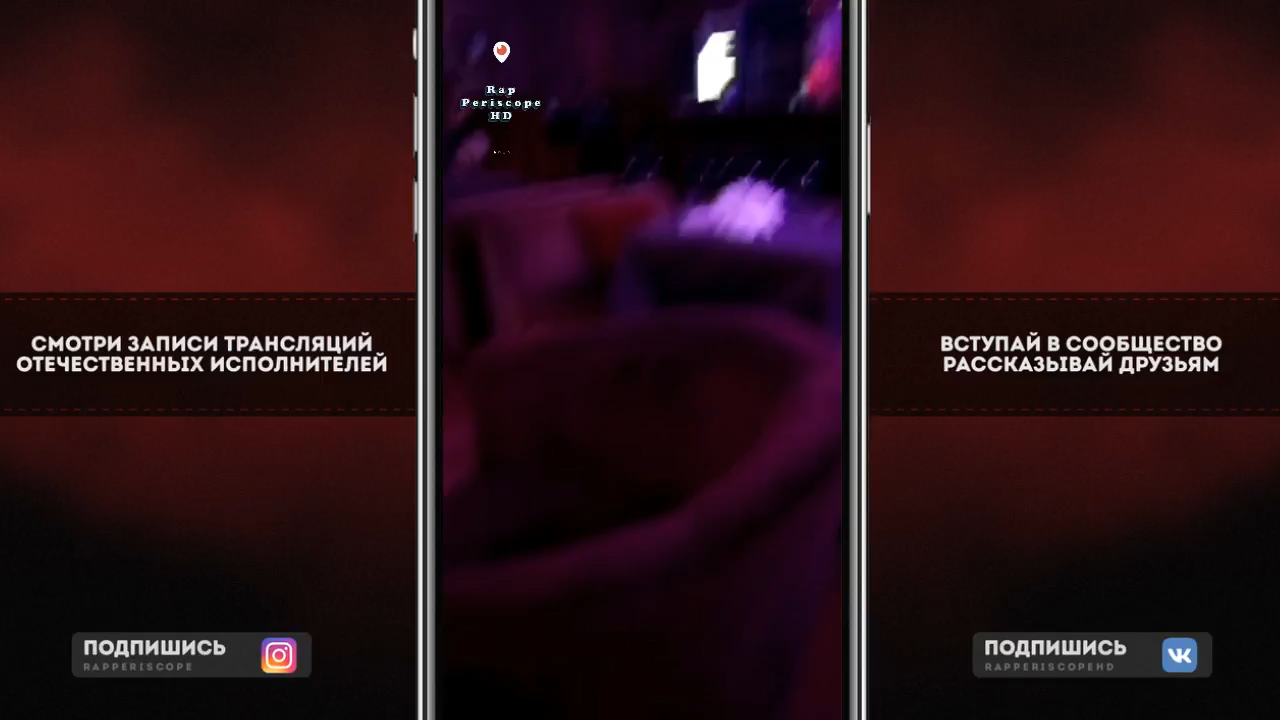 Rap
Periscope
HD
СМОТРИ ЗАПИСИ ТРАНСЛЯЦИЙ
ОТЕЧЕСТВЕННЫХ ИСПОЛНИТЕЛЕЙ
ВСТУПАЙ В СООБЩЕСТВО
РАССКАЗЫВАЙ ДРУЗЬЯМ
ПОДПИШИСЬ
RAPPERISCOPE
ПОДПИШИСЬ
RAPPERISCOPEHD